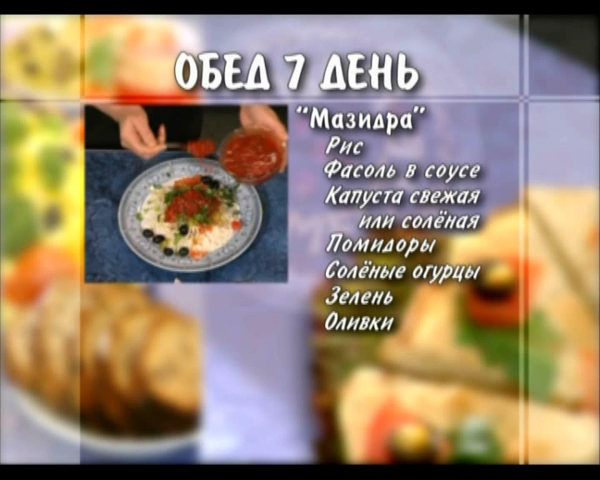 ОБЕД 7 ДЕНЬ
“Мазидра”
Рис
Фасоль в соусе
Капуста свежая
или солёная
Помидоры
Солёные огурцы
Зелень
Оливки